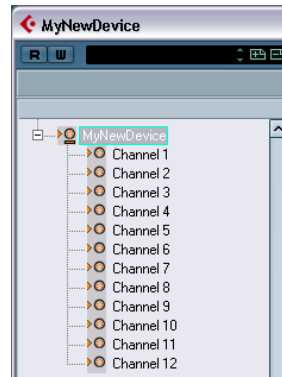 MyNewDevice
R W
MyNewDevice
Channel 1
Channel 2
Channel 3
Channel 4
Channel 5
Channel 6
Channel 7
Channel 8
Channel 9
Channel 10
Channel 11
Channel 12